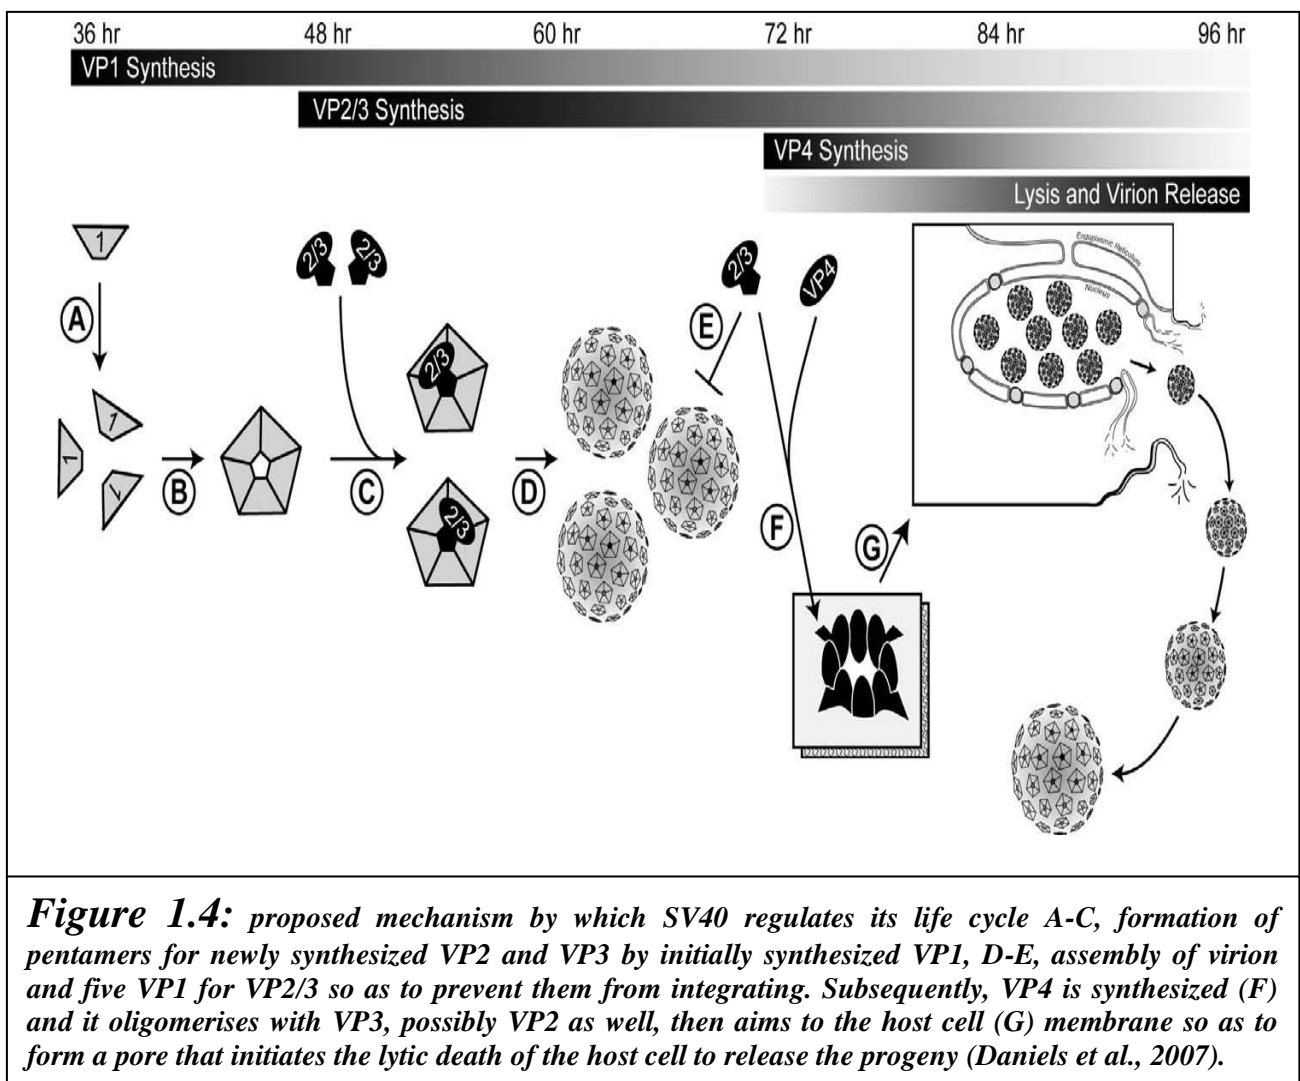 36 hr 48 hr 60 hr 72 hr 84 hr 96 hr
VP1 Synthesis
VP2/3 Synthesis
VP4 Synthesis
Lysis and Virion Release
1
2/3 2/3
2/3
VP4
Endoplasmic Reticulum
Nucleus
A
E
1
1
1
2/3
B
C
D
2/3
F
G
Figure 1.4: proposed mechanism by which SV40 regulates its life cycle A-C, formation of
pentamers for newly synthesized VP2 and VP3 by initially synthesized VP1, D-E, assembly of virion
and five VP1 for VP2/3 so as to prevent them from integrating. Subsequently, VP4 is synthesized (F)
and it oligomerises with VP3, possibly VP2 as well, then aims to the host cell (G) membrane so as to
form a pore that initiates the lytic death of the host cell to release the progeny (Daniels et al., 2007).